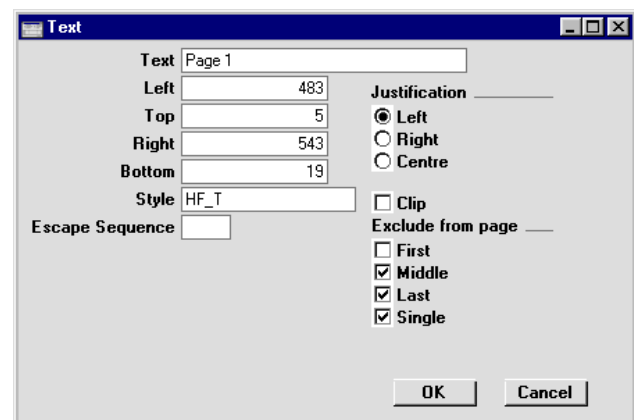 Text
Text Page 1
Left 483
Top 5
Right 543
Bottom 19
Style HF_T
Escape Sequence
Justification
Left
Right
Centre
Clip
Exclude from page
First
Middle
Last
Single
OK Cancel